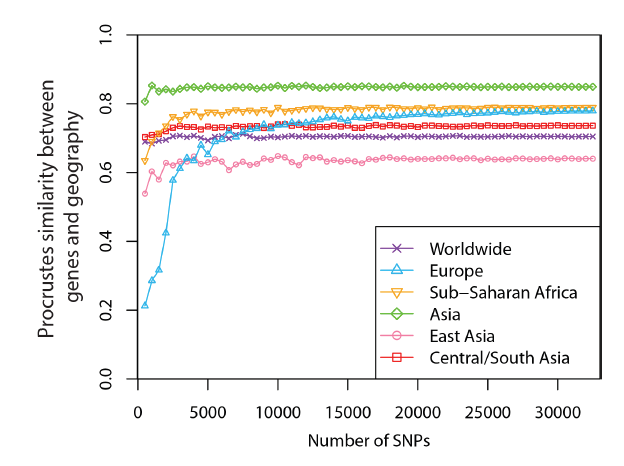 Procrustes similarity between
genes and geography
1.0
0.8
0.6
0.4
0.2
0.0
Worldwide
Europe
Sub−Saharan Africa
Asia
East Asia
Central/South Asia
0 5000 10000 15000 20000 25000 30000
Number of SNPs